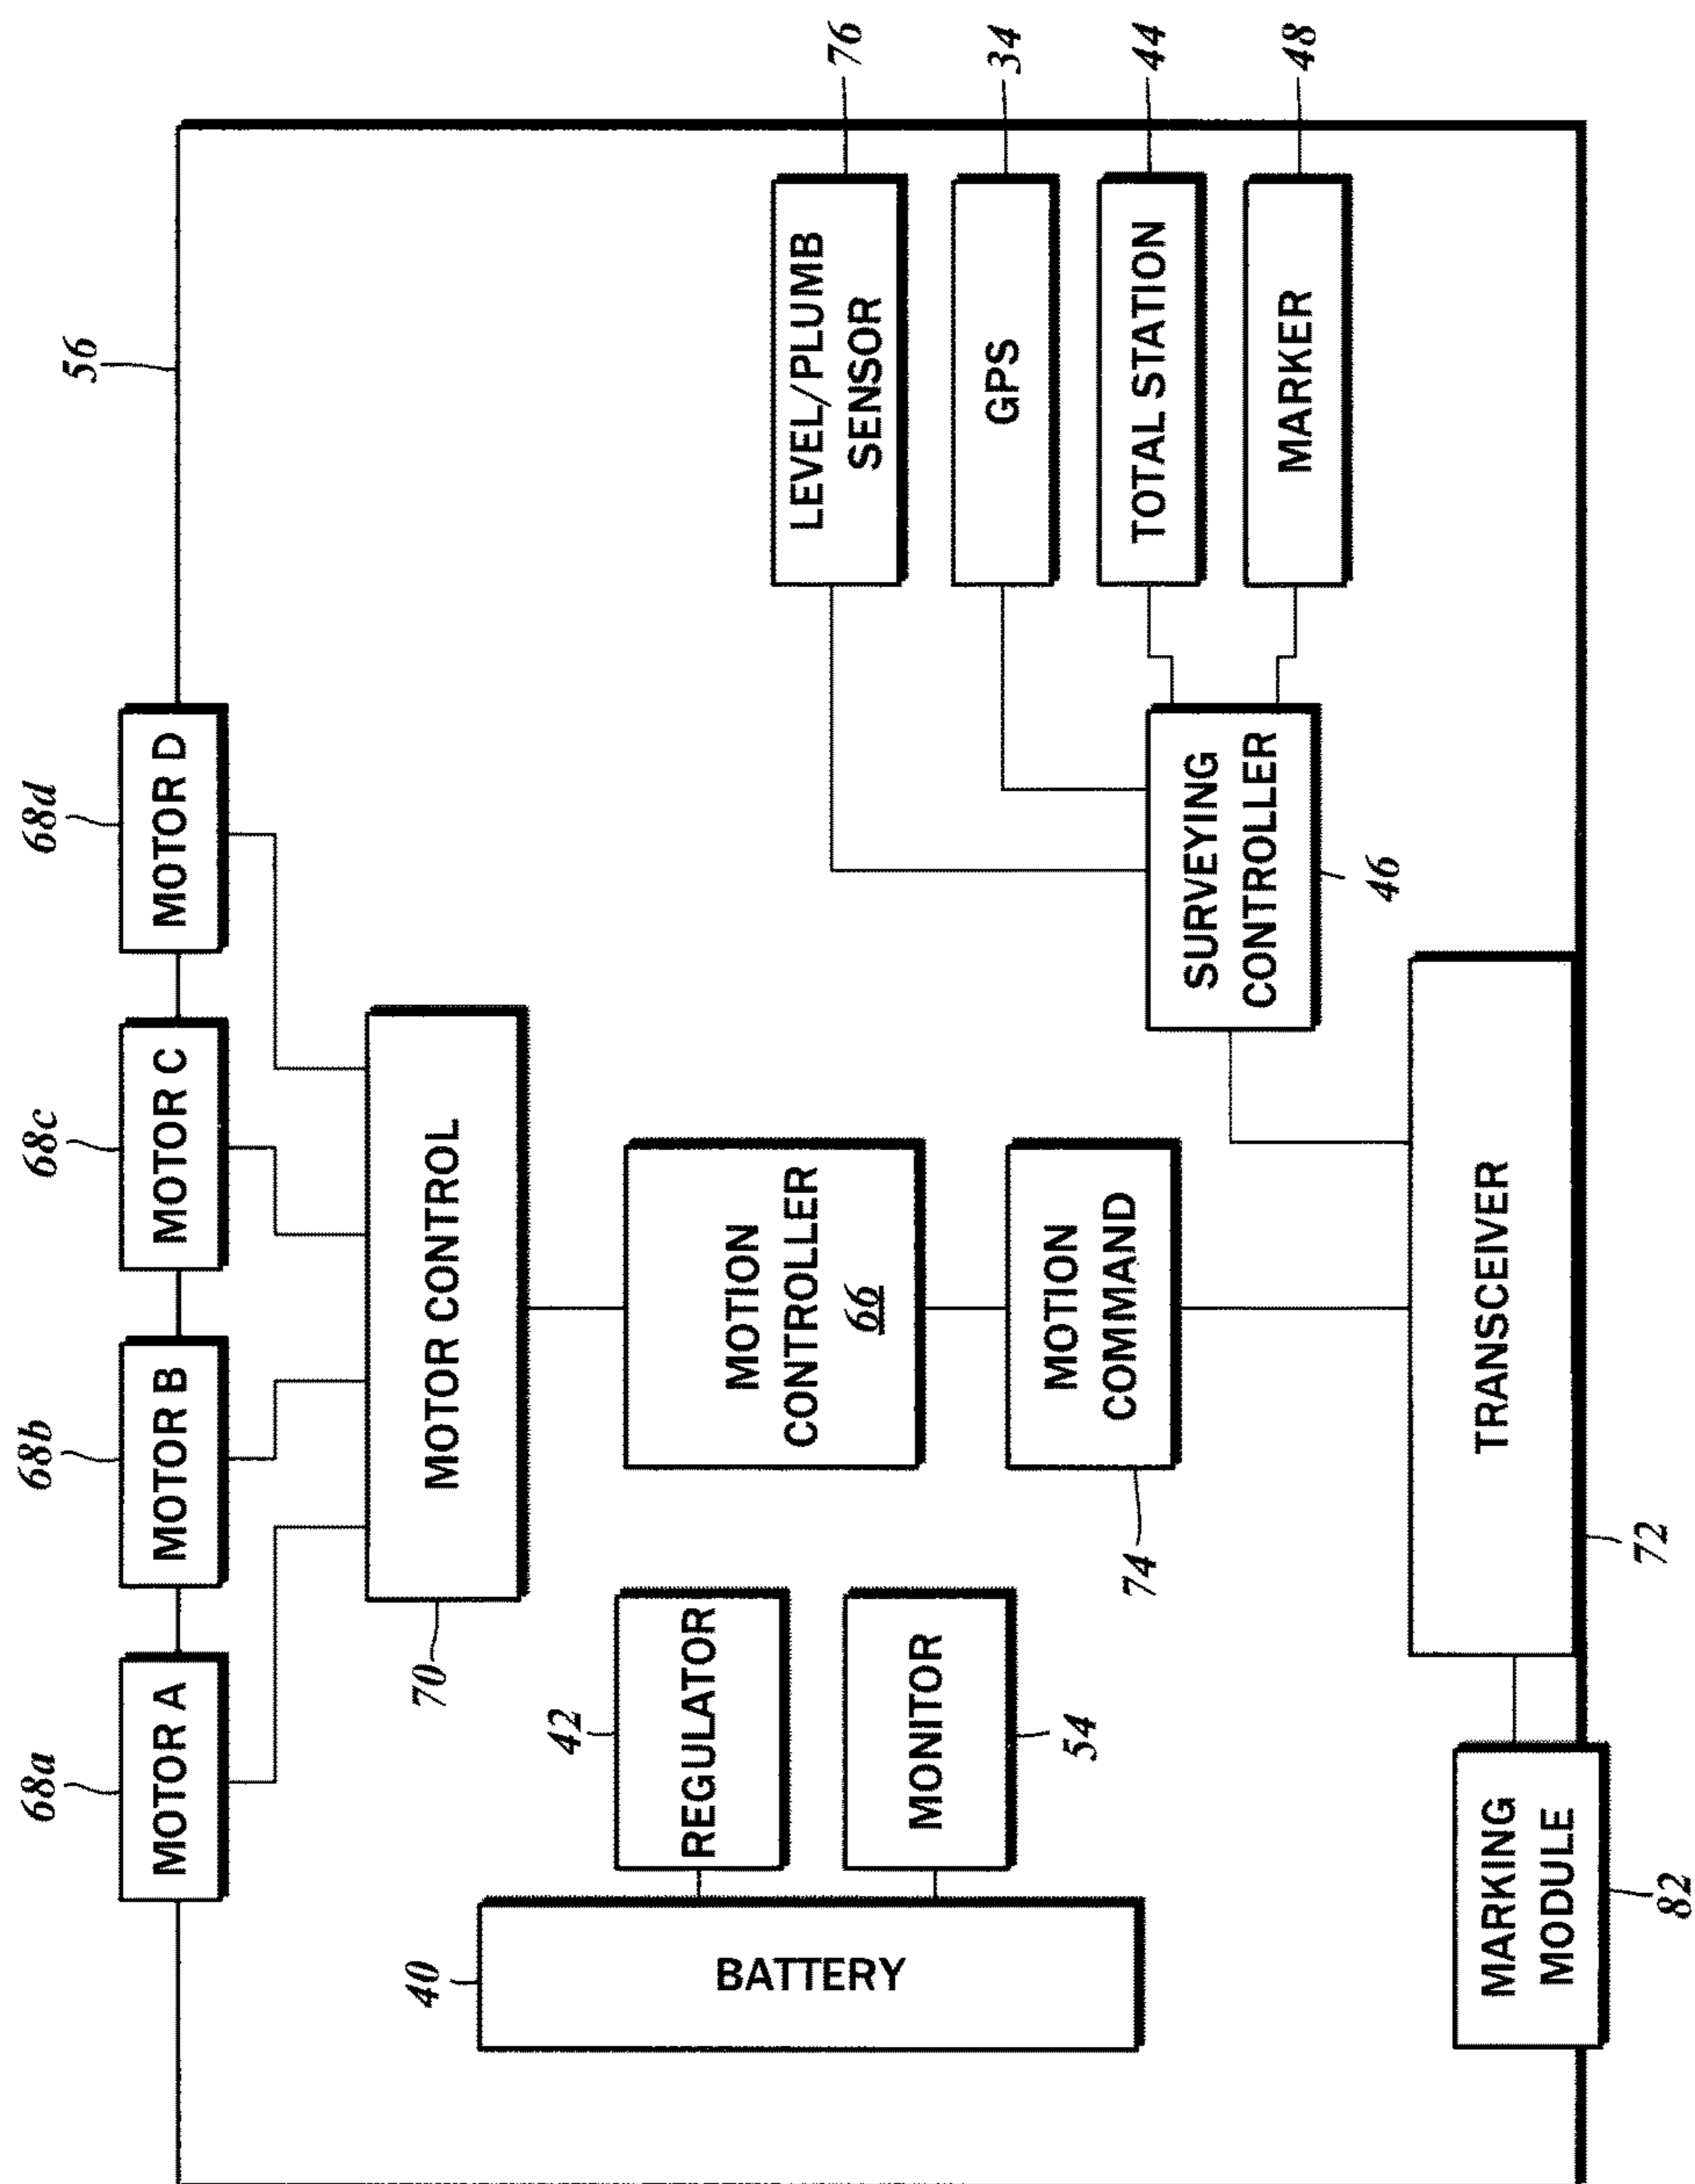 56
68a
MOTOR A
68b
MOTOR B
68c
MOTOR C
68d
MOTOR D
MOTOR CONTROL
70
42
REGULATOR
MONITOR
54
40
BATTERY
MOTION
CONTROLLER
66
MOTION
COMMAND
74
LEVEL/PLUMB
SENSOR
76
GPS
34
TOTAL STATION
44
MARKER
48
SURVEYING
CONTROLLER
46
TRANSCEIVER
72
MARKING
MODULE
82